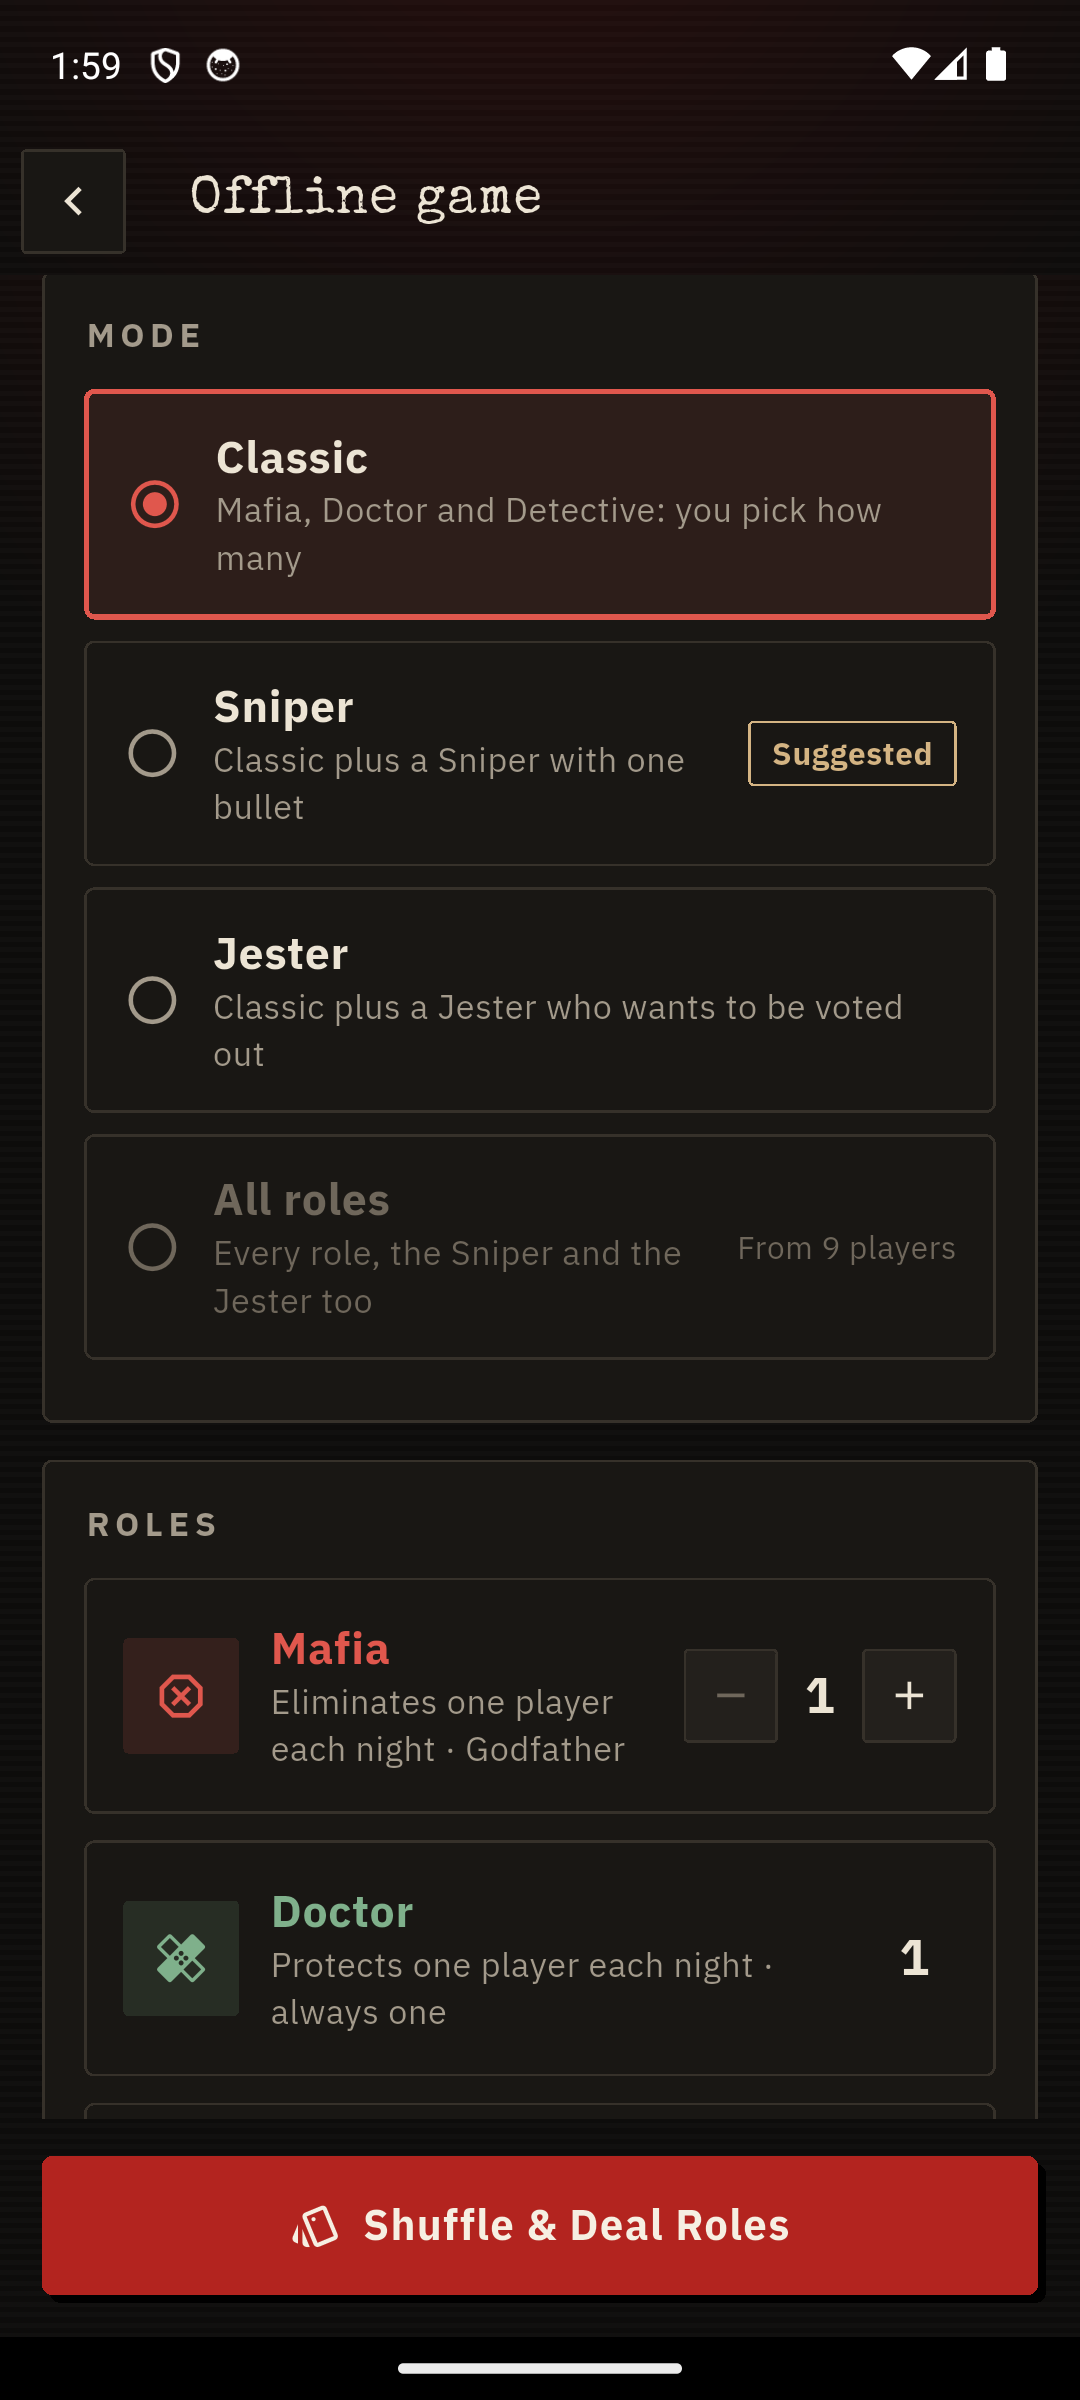 1:59
Offline game
MODE
Classic
Mafia, Doctor and Detective: you pick how
many
Sniper
Classic plus a Sniper with one
bullet
Suggested
Jester
Classic plus a Jester who wants to be voted
out
All roles
Every role, the Sniper and the
Jester too
From 9 players
ROLES
Mafia
Eliminates one player
each night · Godfather
− 1 +
Doctor
Protects one player each night ·
always one
1
Shuffle & Deal Roles